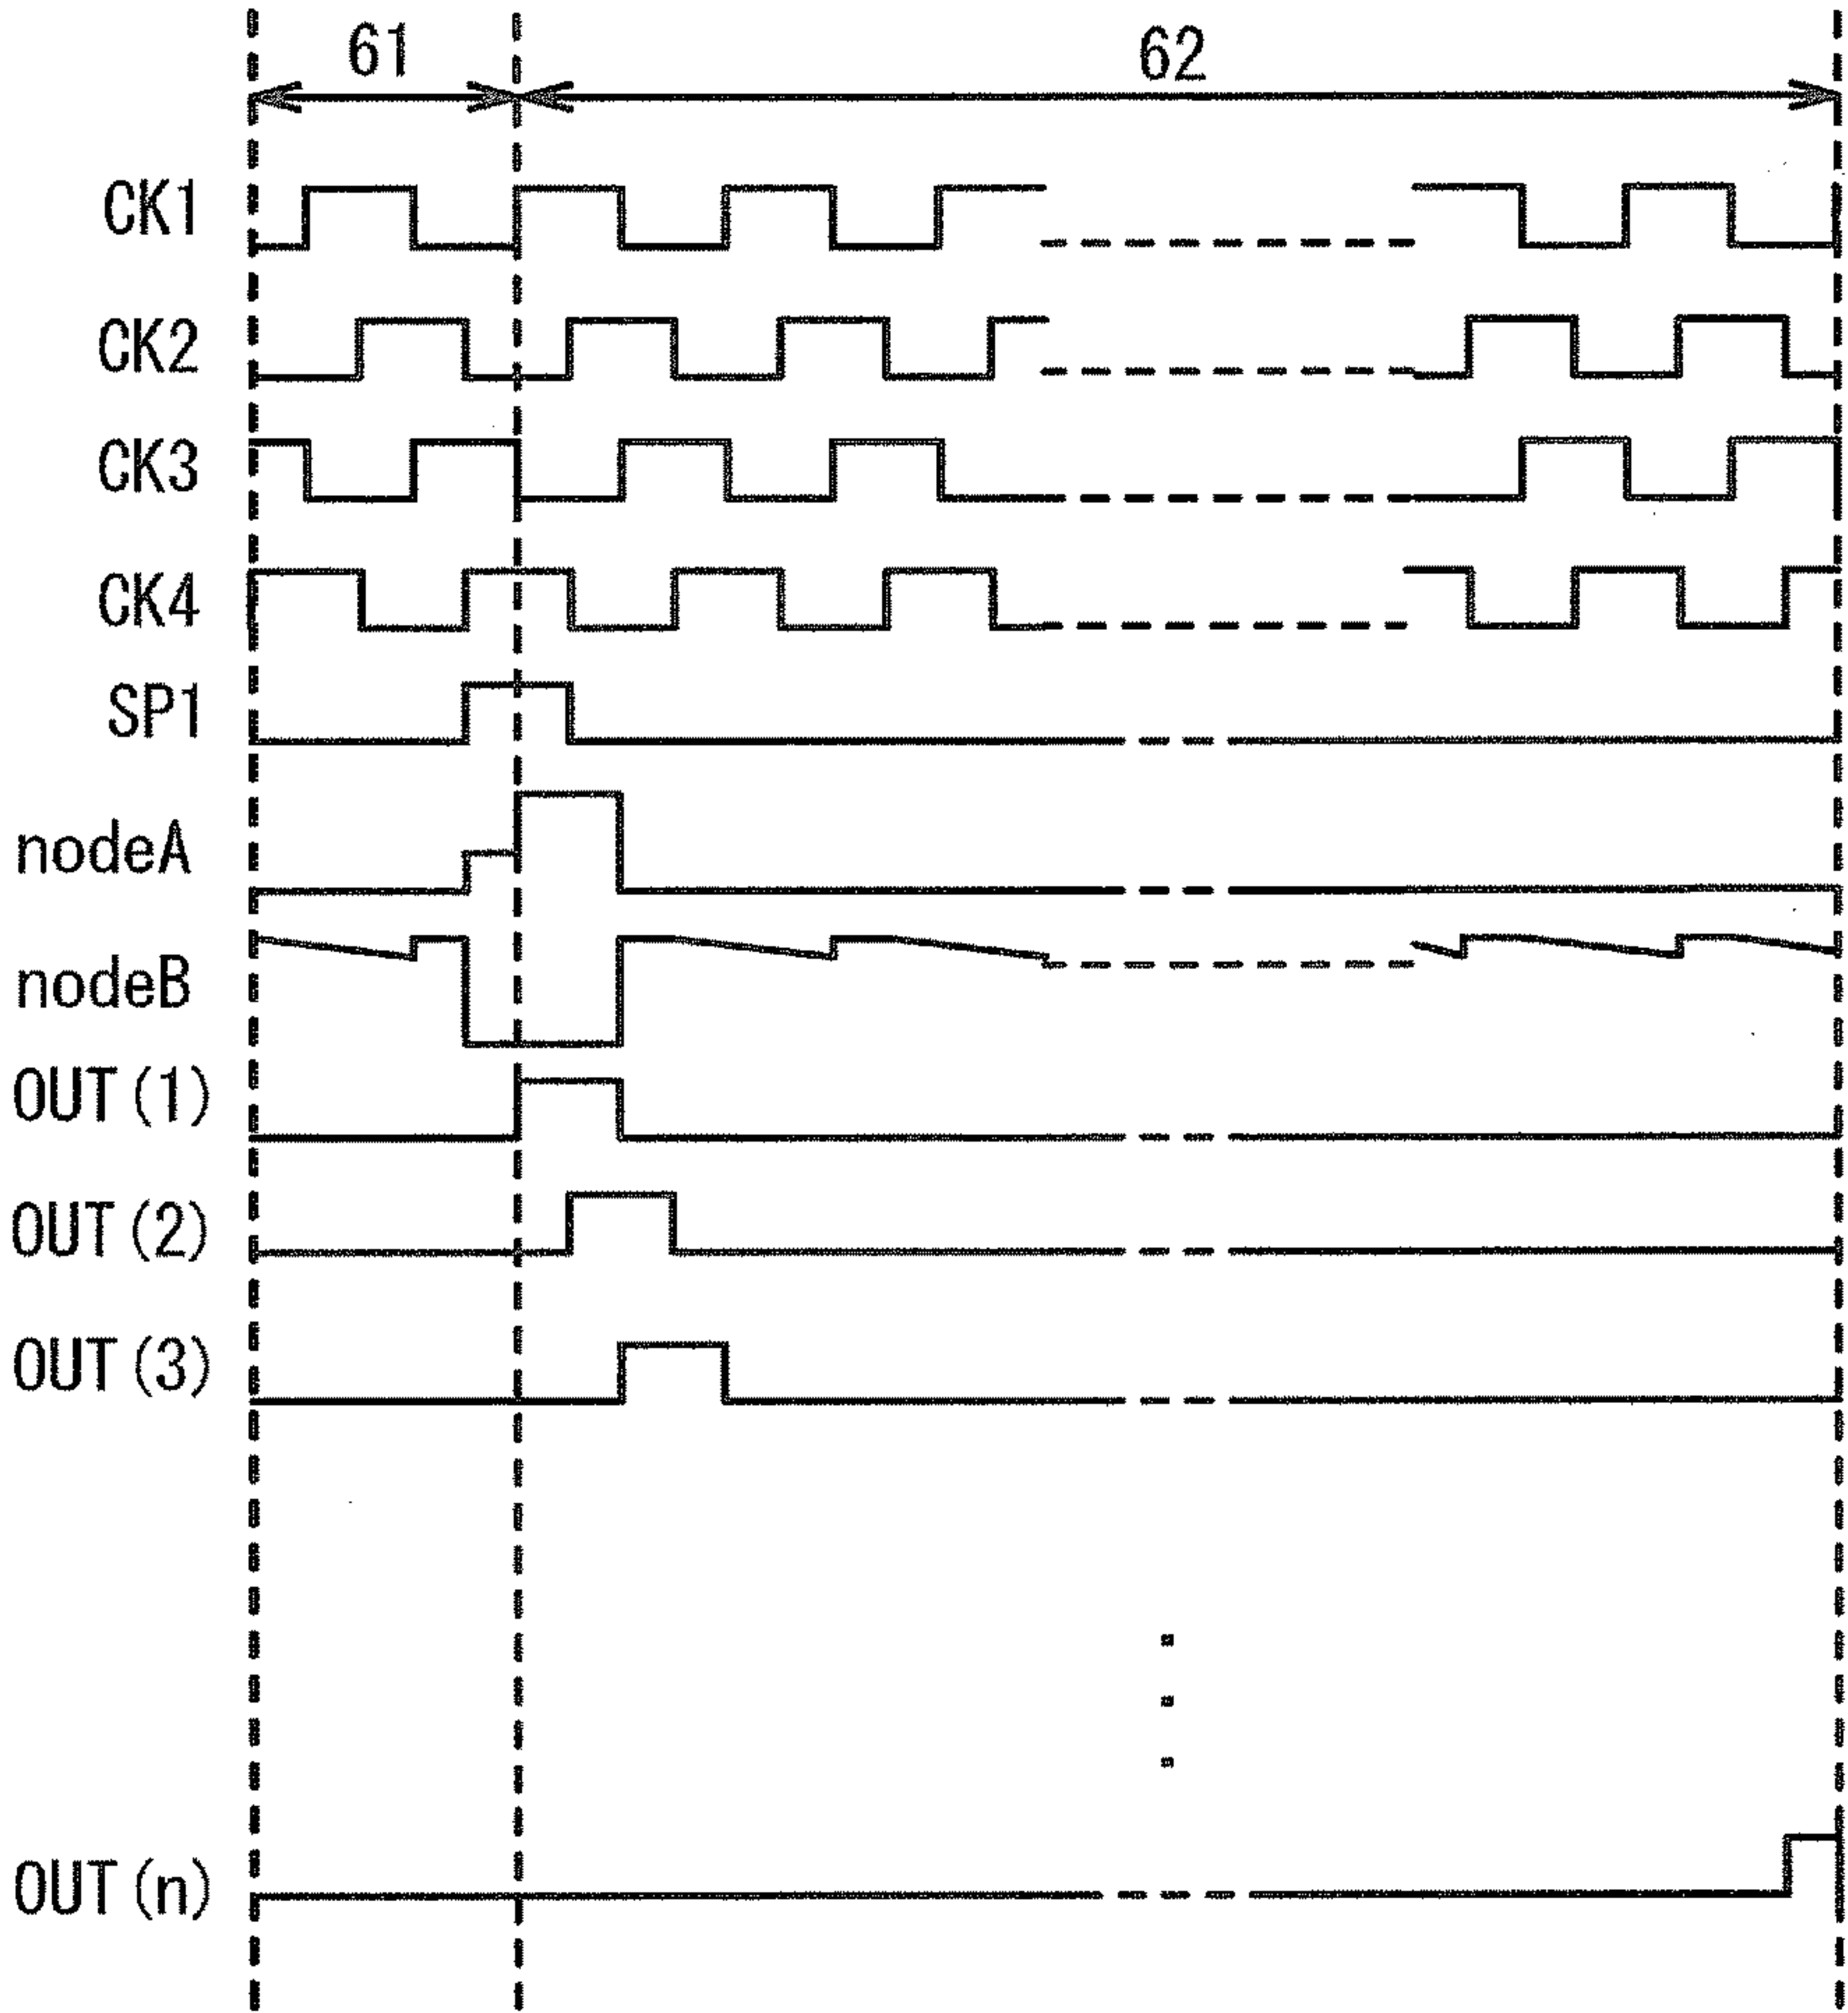 61 62
CK1
CK2
CK3
CK4
SP1
nodeA
nodeB
OUT(1)
OUT(2)
OUT(3)
OUT(n)